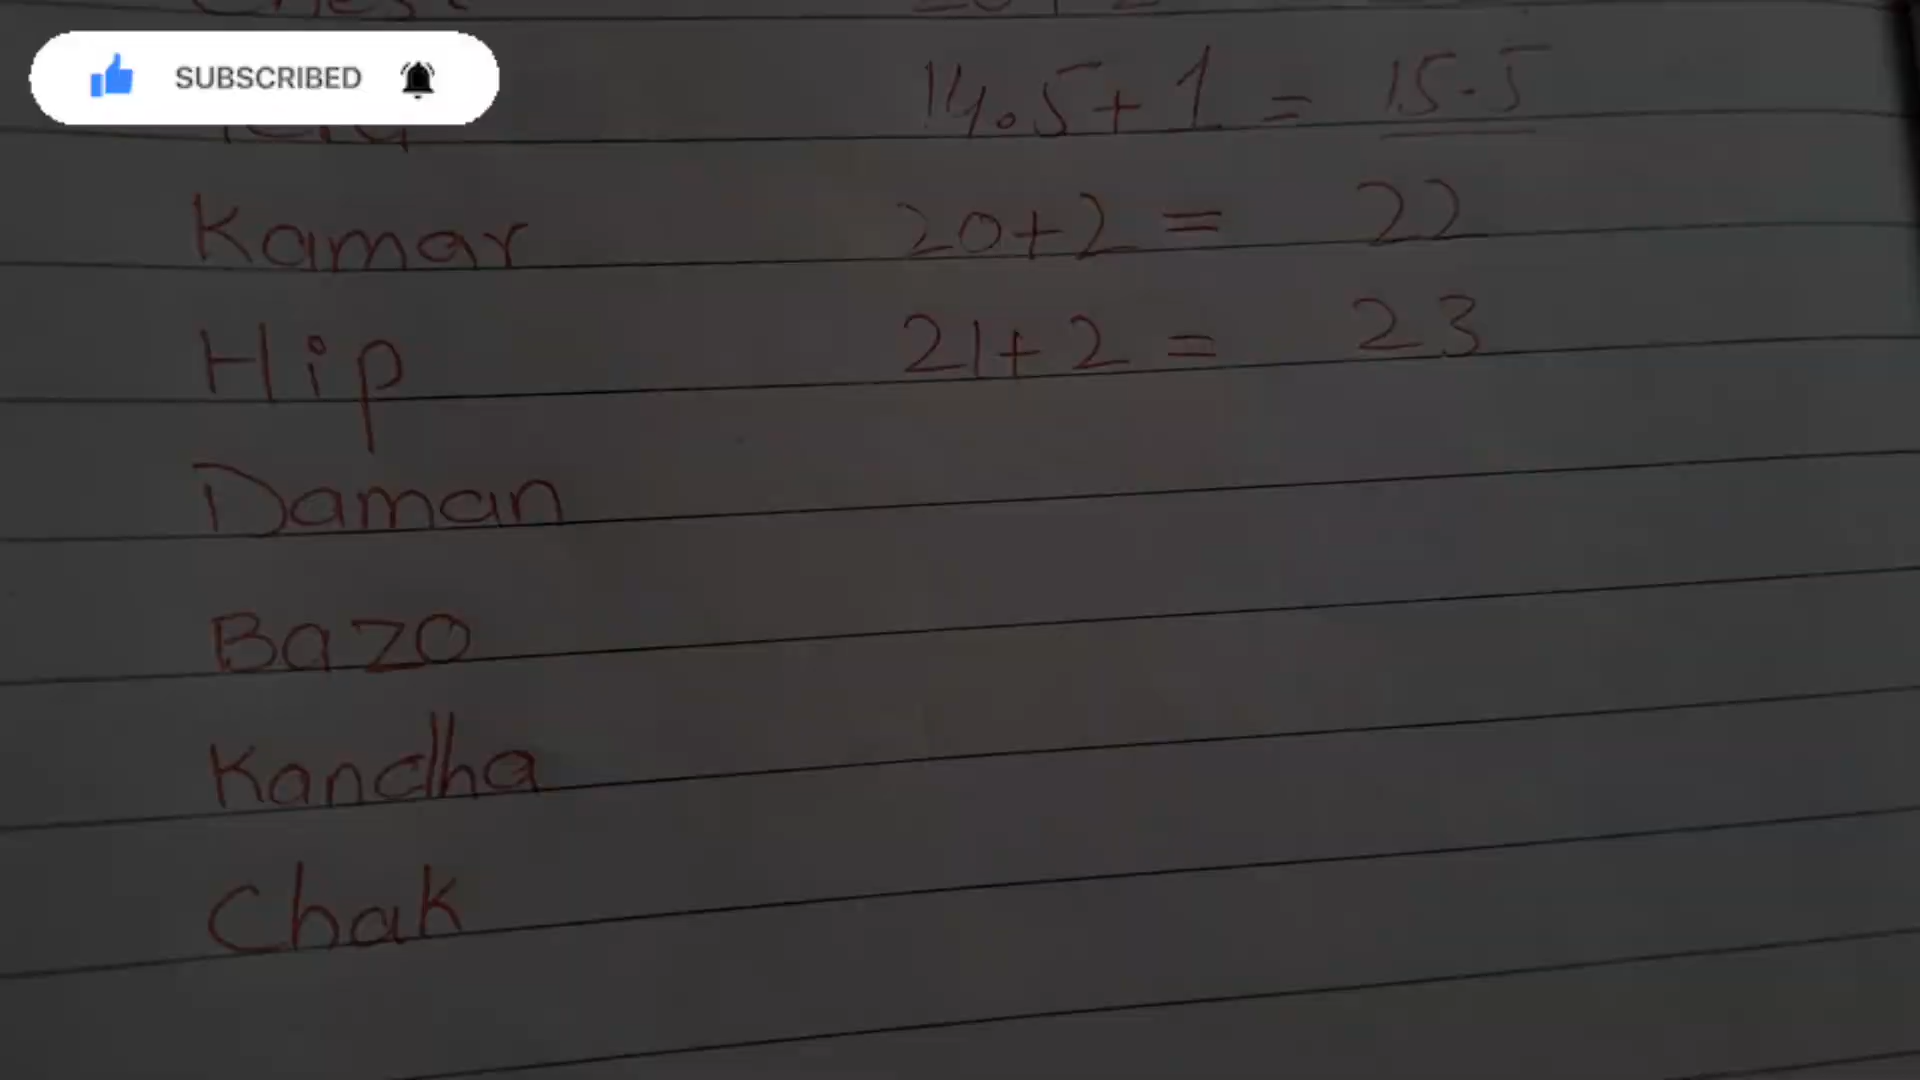 SUBSCRIBED
14.5+1 = 15.5
Kamar 20+2 = 22
Hip 21+2 = 23
Daman
Bazo
Kandha
Chak